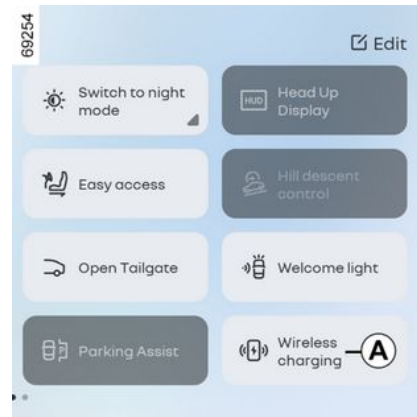 69254
Edit
Switch to night
mode
HUD
Head Up
Display
Easy access
Hill descent
control
Open Tailgate
Welcome light
P
Parking Assist
Wireless
charging
A